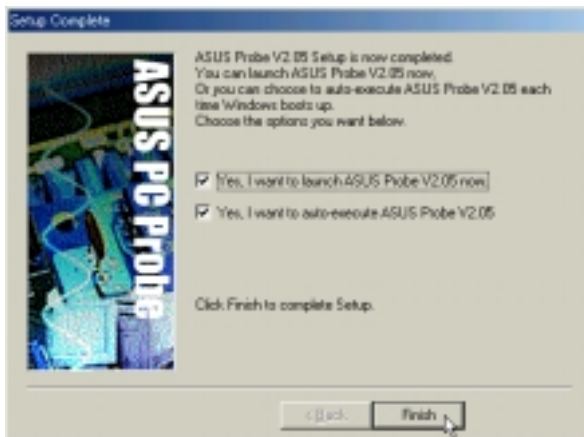 Setup Complete
ASUS PC Probe
ASUS Probe V2.05 Setup is now completed.
You can launch ASUS Probe V2.05 now,
Or you can choose to auto-execute ASUS Probe V2.05 each
time Windows boots up.
Choose the options you want below.
Yes, I want to launch ASUS Probe V2.05 now.
Yes, I want to auto-execute ASUS Probe V2.05
Click Finish to complete Setup.
< Back
Finish